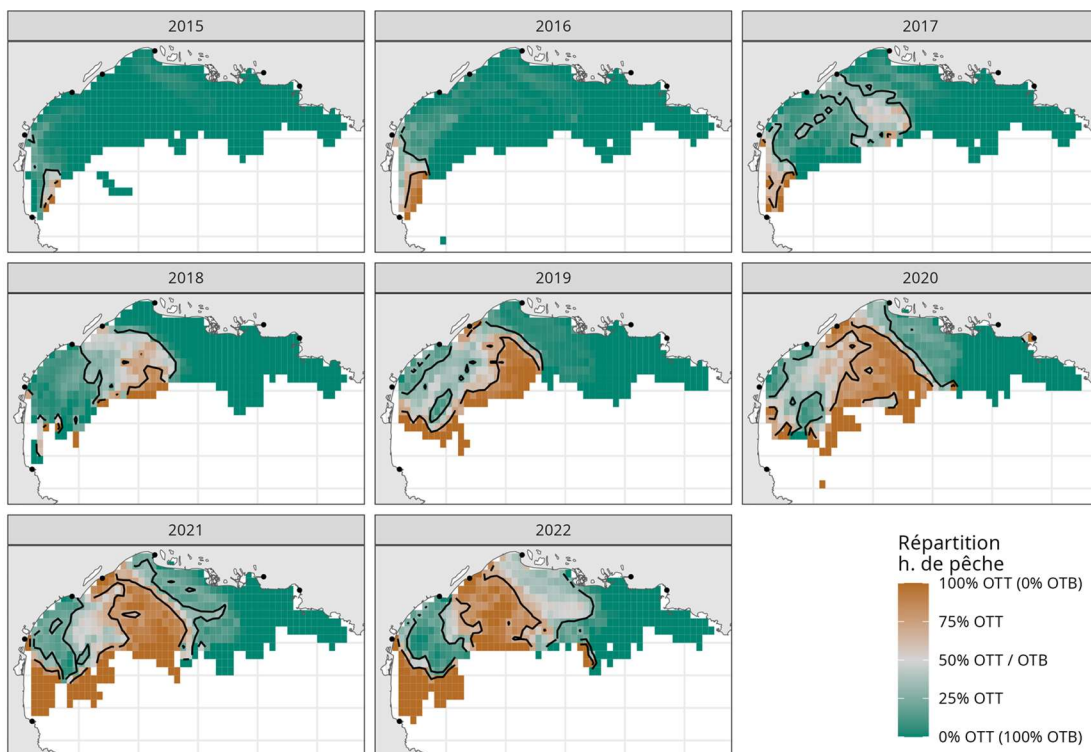 2015
2016
2017
2018
2019
2020
2021
2022
Répartition
h. de pêche
100% OTT (0% OTB)
75% OTT
50% OTT / OTB
25% OTT
0% OTT (100% OTB)